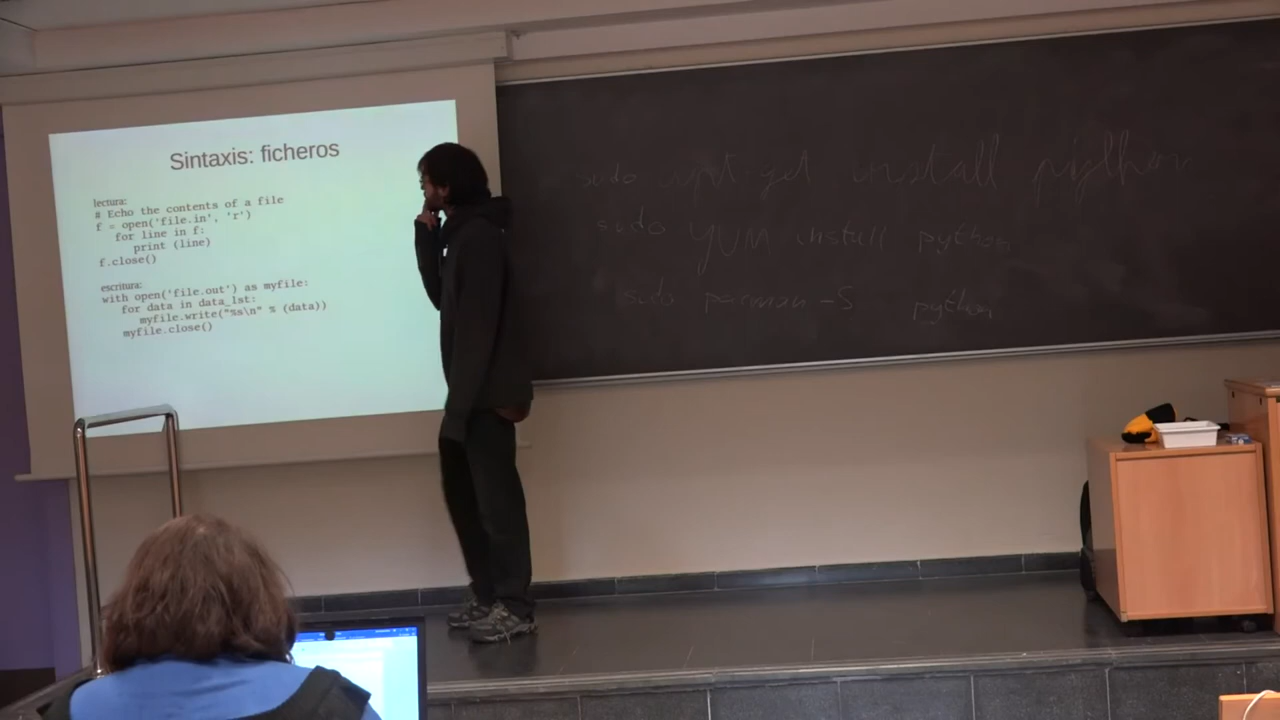 Sintaxis: ficheros
lectura:
# Echo the contents of a file
f = open('file.in', 'r')
for line in f:
print (line)
f.close()
escritura:
with open('file.out') as myfile:
for data in data_lst:
myfile.write("%s\n" % (data))
myfile.close()
sudo apt-get install python
sudo YUM install python
sudo pacman -S python